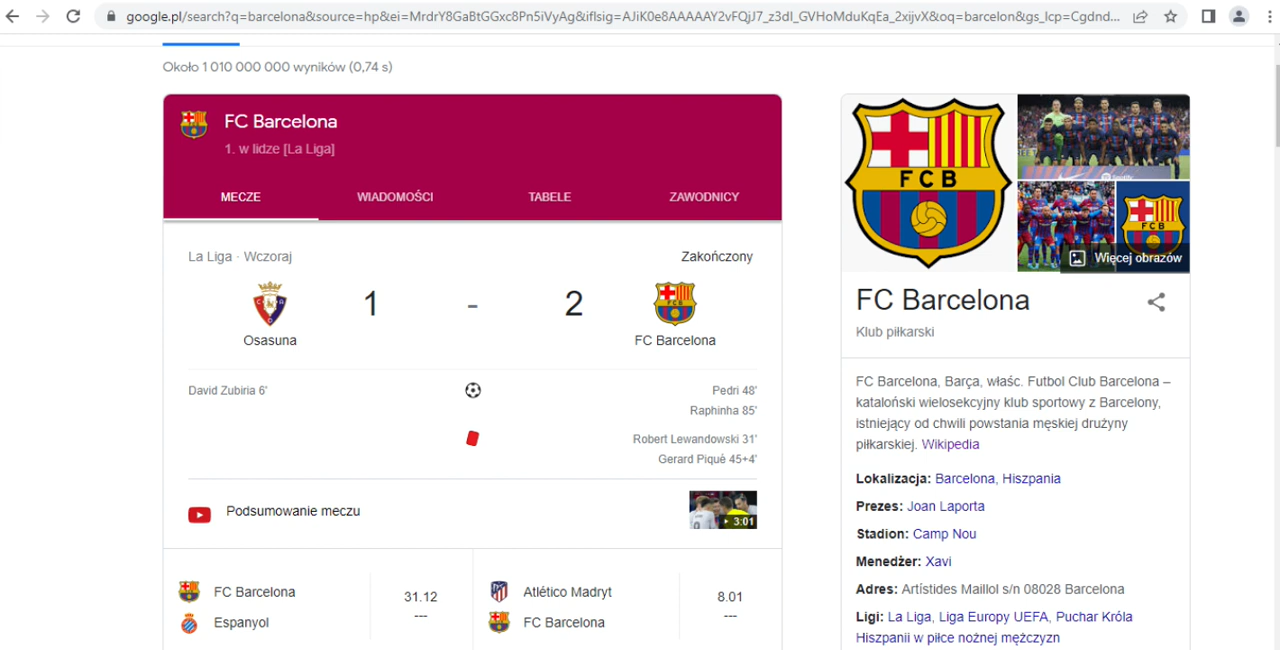 google.pl/search?q=barcelona&source=hp&ei=MrdrY8GaBtGGxc8Pn5iVyAg&iflsig=AJiK0e8AAAAAY2vFQjJ7_z3dI_GVHoMduKqEa_2xijvX&oq=barcelon&gs_lcp=Cgdnd...
Około 1 010 000 000 wyników (0,74 s)
FC Barcelona
1. w lidze [La Liga]
MECZE WIADOMOŚCI TABELE ZAWODNICY
La Liga · Wczoraj Zakończony
1 - 2
Osasuna FC Barcelona
David Zubiria 6' Pedri 48'
Raphinha 85'
Robert Lewandowski 31'
Gerard Piqué 45+4'
Podsumowanie meczu
3:01
FC Barcelona 31.12
Espanyol ---
Atlético Madryt 8.01
FC Barcelona ---
FCB
Spotify
FCB
Więcej obrazów
FC Barcelona
Klub piłkarski
FC Barcelona, Barça, właśc. Futbol Club Barcelona –
kataloński wielosekcyjny klub sportowy z Barcelony,
istniejący od chwili powstania męskiej drużyny
piłkarskiej. Wikipedia
Lokalizacja: Barcelona, Hiszpania
Prezes: Joan Laporta
Stadion: Camp Nou
Menedżer: Xavi
Adres: Artístides Maillol s/n 08028 Barcelona
Ligi: La Liga, Liga Europy UEFA, Puchar Króla
Hiszpanii w piłce nożnej mężczyzn